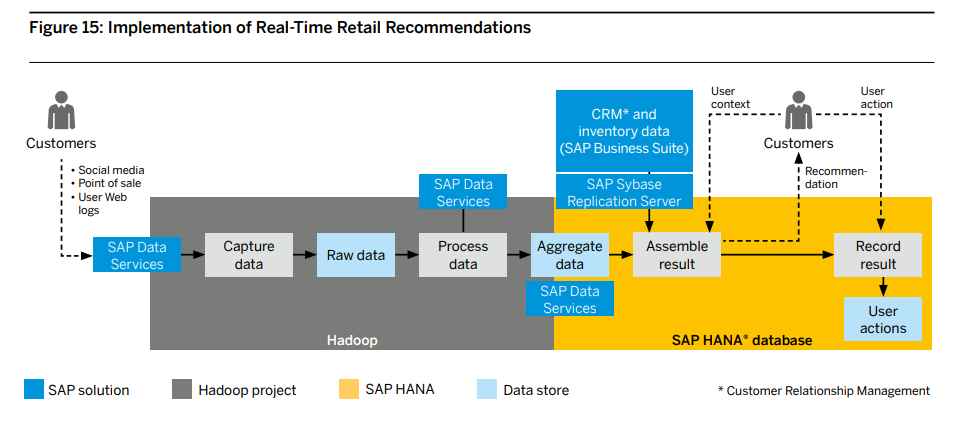 Figure 15: Implementation of Real-Time Retail Recommendations
Customers
• Social media
• Point of sale
• User Web
logs
SAP Data
Services
Capture
data
Raw data
SAP Data
Services
Process
data
Aggregate
data
SAP Data
Services
Hadoop
CRM* and
inventory data
(SAP Business Suite)
SAP Sybase
Replication Server
Assemble
result
User
context
Customers
User
action
Recommen-
dation
Record
result
User
actions
SAP HANA® database
SAP solution
Hadoop project
SAP HANA
Data store
* Customer Relationship Management